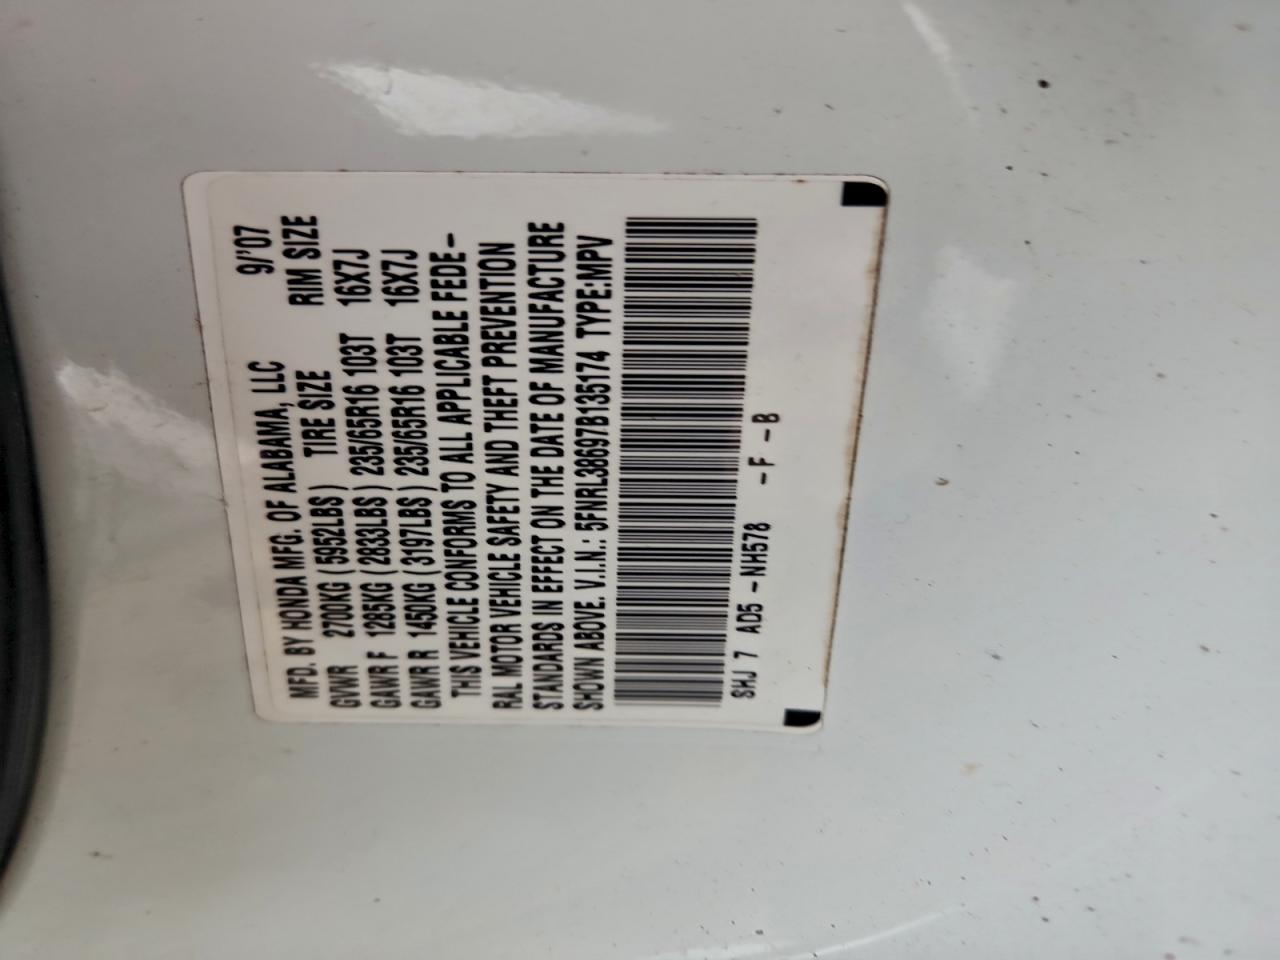 MFD. BY HONDA MFG. OF ALABAMA, LLC 9/'07
TIRE SIZE RIM SIZE
GVWR 2700KG (5952LBS)
GAWR F 1285KG (2833LBS) 235/65R16 103T 16X7J
GAWR R 1450KG (3197LBS) 235/65R16 103T 16X7J
THIS VEHICLE CONFORMS TO ALL APPLICABLE FEDE-
RAL MOTOR VEHICLE SAFETY AND THEFT PREVENTION
STANDARDS IN EFFECT ON THE DATE OF MANUFACTURE
SHOWN ABOVE. V.I.N.: 5FNRL38697B135174 TYPE:MPV
SHJ 7 AD5 -NH578 -F -B